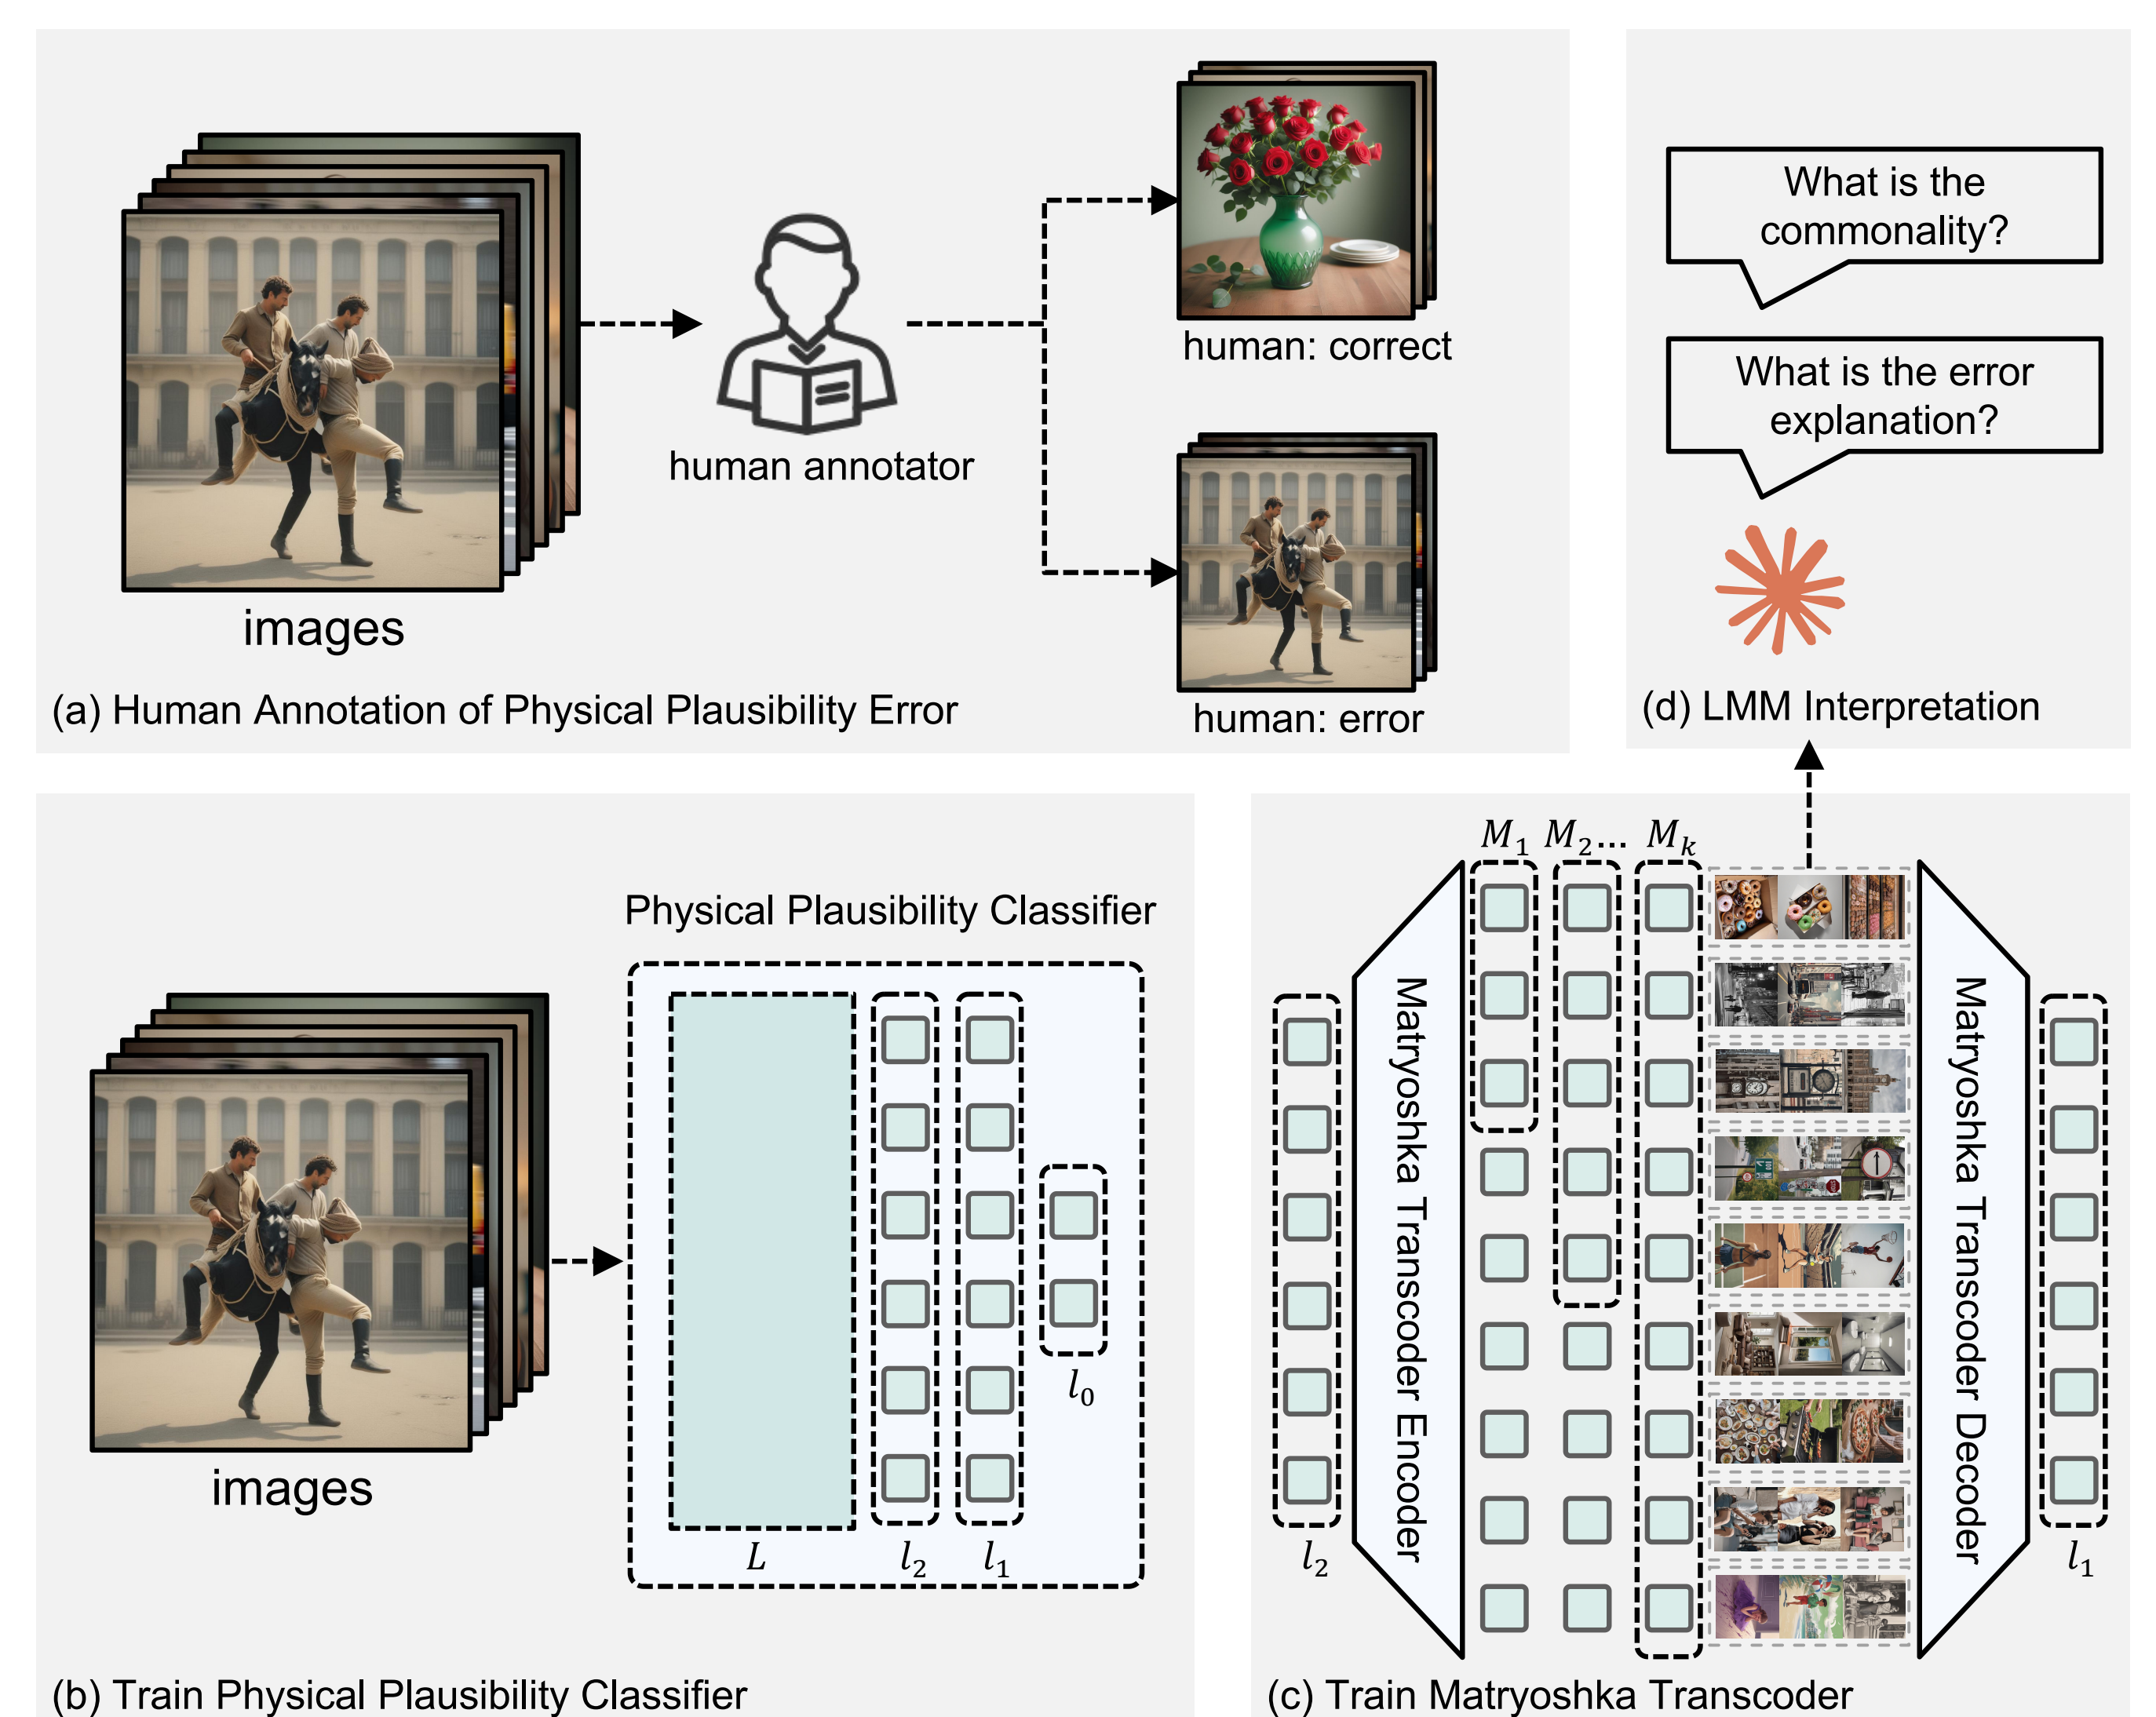 images
human annotator
human: correct
human: error
(a) Human Annotation of Physical Plausibility Error
What is the
commonality?
What is the error
explanation?
(d) LMM Interpretation
images
Physical Plausibility Classifier
L
l2
l1
l0
(b) Train Physical Plausibility Classifier
M1 M2... Mk
l2
Matryoshka Transcoder Encoder
Matryoshka Transcoder Decoder
l1
(c) Train Matryoshka Transcoder